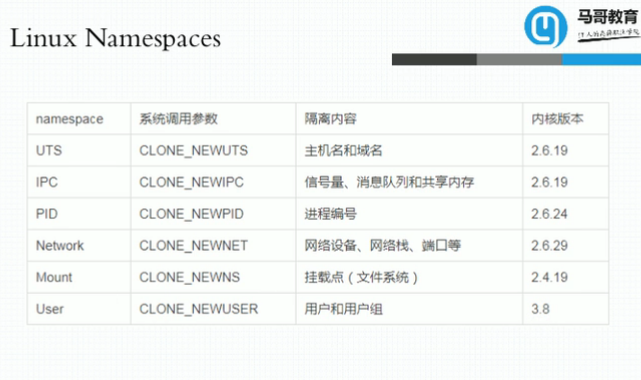 马哥教育
Linux Namespaces
namespace 系统调用参数 隔离内容 内核版本
UTS CLONE_NEWUTS 主机名和域名 2.6.19
IPC CLONE_NEWIPC 信号量、消息队列和共享内存 2.6.19
PID CLONE_NEWPID 进程编号 2.6.24
Network CLONE_NEWNET 网络设备、网络栈、端口等 2.6.29
Mount CLONE_NEWNS 挂载点（文件系统） 2.4.19
User CLONE_NEWUSER 用户和用户组 3.8